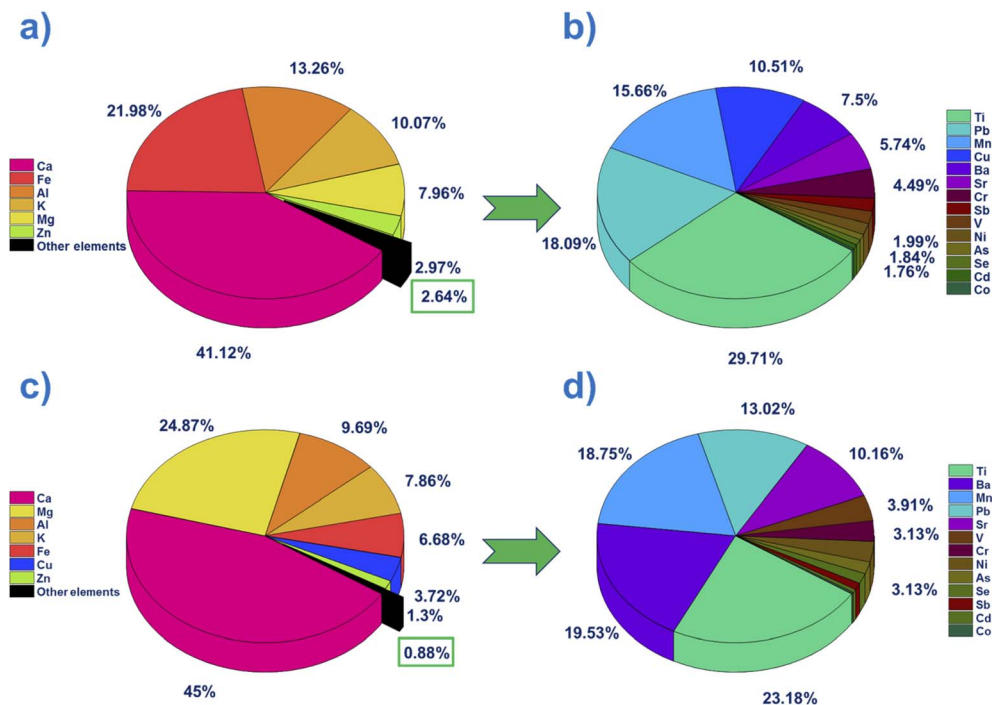 a)
13.26%
21.98%
10.07%
7.96%
2.97%
2.64%
41.12%
Ca
Fe
Al
K
Mg
Zn
Other elements
b)
10.51%
15.66%
7.5%
5.74%
4.49%
1.99%
1.84%
1.76%
18.09%
29.71%
Ti
Pb
Mn
Cu
Ba
Sr
Cr
Sb
V
Ni
As
Se
Cd
Co
c)
24.87%
9.69%
7.86%
6.68%
3.72%
1.3%
0.88%
45%
Ca
Mg
Al
K
Fe
Cu
Zn
Other elements
d)
13.02%
18.75%
10.16%
3.91%
3.13%
3.13%
19.53%
23.18%
Ti
Ba
Mn
Pb
Sr
V
Cr
Ni
As
Se
Sb
Cd
Co